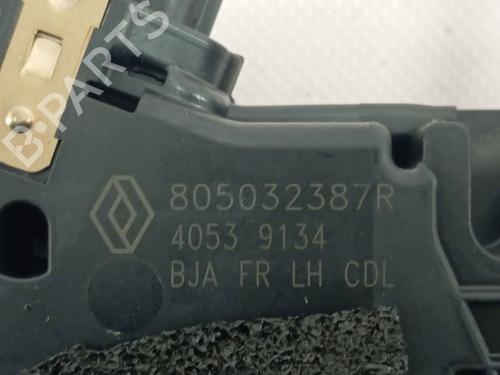 B-PARTS
805032387R
4053 9134
BJA FR LH CDL